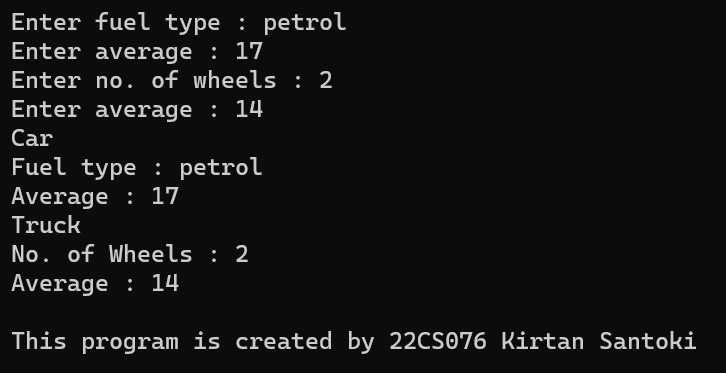 Enter fuel type : petrol
Enter average : 17
Enter no. of wheels : 2
Enter average : 14
Car
Fuel type : petrol
Average : 17
Truck
No. of Wheels : 2
Average : 14
This program is created by 22CS076 Kirtan Santoki